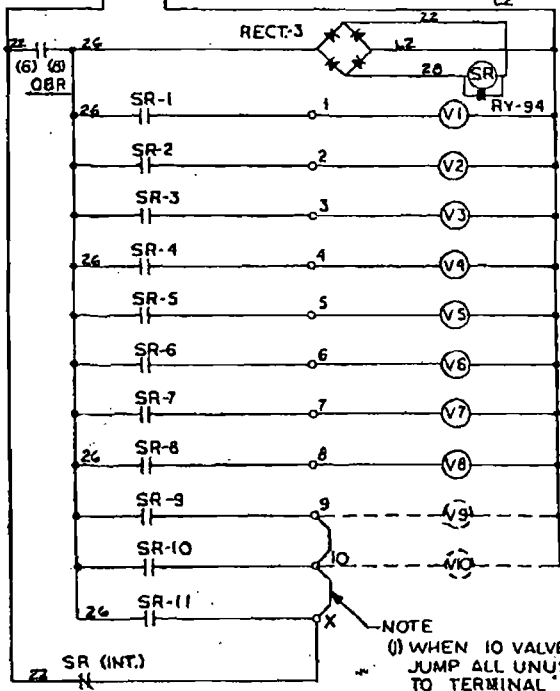 L2
22
RECT-3
22 26 L2
(6) (8) 28 SR
OBR RY-94
26 SR-1 1 V1
SR-2 2 V2
SR-3 3 V3
26 SR-4 4 V4
SR-5 5 V5
SR-6 6 V6
SR-7 7 V7
26 SR-8 8 V8
SR-9 9 V9
SR-10 10 V10
26 SR-11 X
NOTE
22 SR (INT.) (1) WHEN 10 VALVE
JUMP ALL UNU
TO TERMINAL